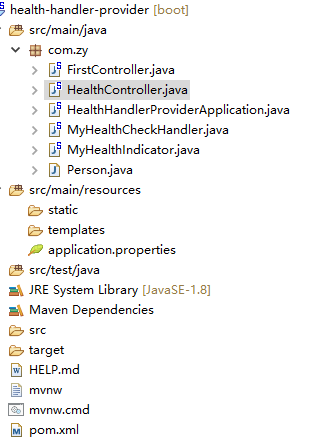 health-handler-provider [boot]
src/main/java
com.zy
FirstController.java
HealthController.java
HealthHandlerProviderApplication.java
MyHealthCheckHandler.java
MyHealthIndicator.java
Person.java
src/main/resources
static
templates
application.properties
src/test/java
JRE System Library [JavaSE-1.8]
Maven Dependencies
src
target
HELP.md
mvnw
mvnw.cmd
pom.xml